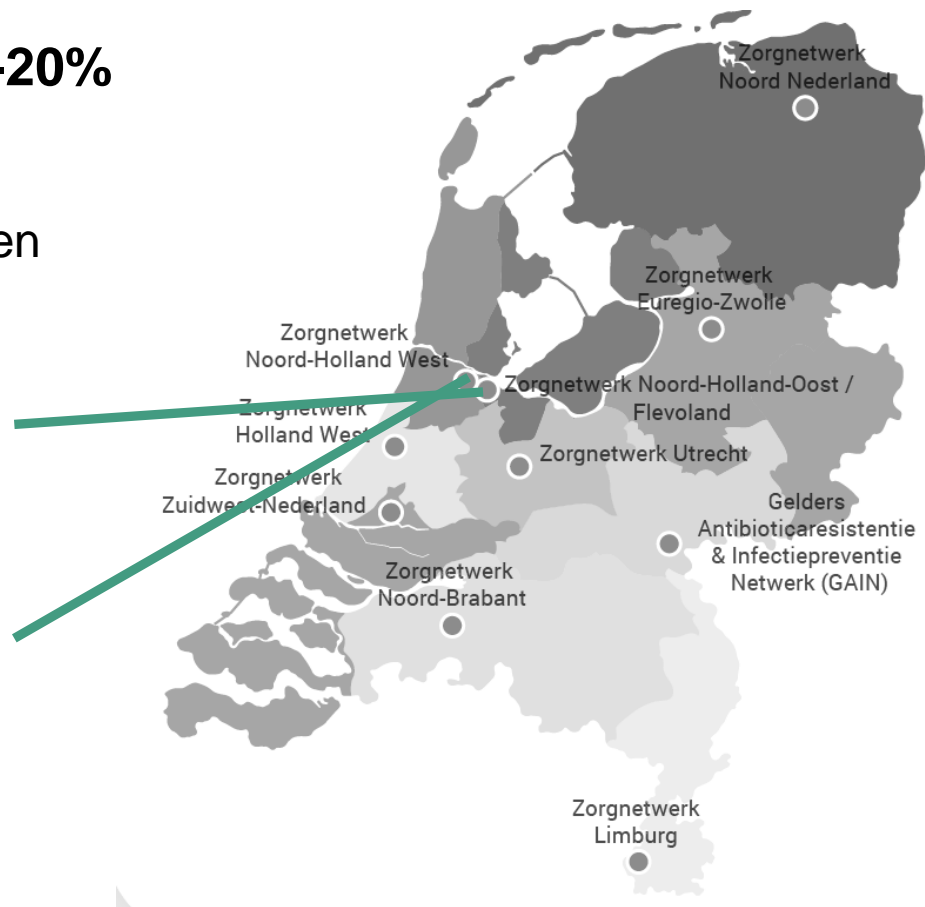 -20%
Zorgnetwerk
Noord Nederland
en
Zorgnetwerk
Euregio-Zwolle
Zorgnetwerk
Noord-Holland West
Zorgnetwerk Noord-Holland-Oost /
Flevoland
Zorgnetwerk
Holland West
Zorgnetwerk Utrecht
Zorgnetwerk
Zuidwest-Nederland
Gelders
Antibioticaresistentie
& Infectiepreventie
Netwerk (GAIN)
Zorgnetwerk
Noord-Brabant
Zorgnetwerk
Limburg